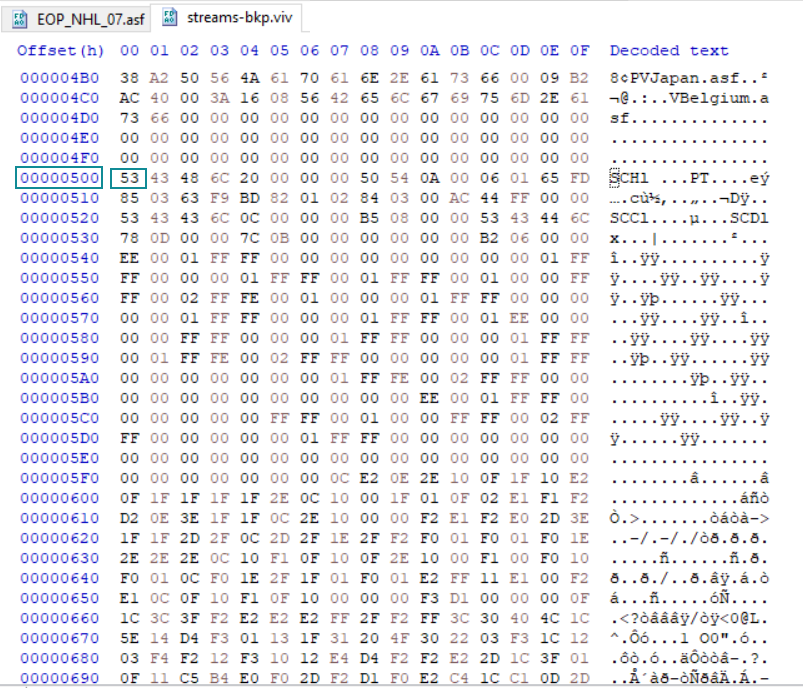 EOP_NHL_07.asf streams-bkp.viv
Offset(h) 00 01 02 03 04 05 06 07 08 09 0A 0B 0C 0D 0E 0F Decoded text
000004B0 38 A2 50 56 4A 61 70 61 6E 2E 61 73 66 00 09 B2 8¢PVJapan.asf..²
000004C0 AC 40 00 3A 16 08 56 42 65 6C 67 69 75 6D 2E 61 ¬@.:..VBelgium.a
000004D0 73 66 00 00 00 00 00 00 00 00 00 00 00 00 00 00 sf..............
000004E0 00 00 00 00 00 00 00 00 00 00 00 00 00 00 00 00 ................
000004F0 00 00 00 00 00 00 00 00 00 00 00 00 00 00 00 00 ................
00000500 53 43 48 6C 20 00 00 00 50 54 0A 00 06 01 65 FD SCHl ...PT....eý
00000510 85 03 63 F9 BD 82 01 02 84 03 00 AC 44 FF 00 00 ….cù½‚..„..¬Dÿ..
00000520 53 43 43 6C 0C 00 00 00 B5 08 00 00 53 43 44 6C SCCl....µ...SCDl
00000530 78 0D 00 00 7C 0B 00 00 00 00 00 00 B2 06 00 00 x...|.......²...
00000540 EE 00 01 FF FF 00 00 00 00 00 00 00 00 00 01 FF î..ÿÿ..........ÿ
00000550 FF 00 00 00 01 FF FF 00 01 FF FF 00 01 00 00 FF ÿ....ÿÿ..ÿÿ....ÿ
00000560 FF 00 02 FF FE 00 01 00 00 00 01 FF FF 00 00 00 ÿ..ÿþ......ÿÿ...
00000570 00 00 01 FF FF 00 00 00 01 FF FF 00 01 EE 00 00 ...ÿÿ....ÿÿ..î..
00000580 00 00 FF FF 00 00 00 01 FF FF 00 00 00 01 FF FF ..ÿÿ....ÿÿ....ÿÿ
00000590 00 01 FF FE 00 02 FF FF 00 00 00 00 00 01 FF FF ..ÿþ..ÿÿ......ÿÿ
000005A0 00 00 00 00 00 00 00 01 FF FE 00 02 FF FF 00 00 ........ÿþ..ÿÿ..
000005B0 00 00 00 00 00 00 00 00 00 00 EE 00 01 FF FF 00 ..........î..ÿÿ.
000005C0 00 00 00 00 00 FF FF 00 01 00 00 FF FF 00 02 FF .....ÿÿ....ÿÿ..ÿ
000005D0 FF 00 00 00 00 00 01 FF FF 00 00 00 00 00 00 00 ÿ......ÿÿ.......
000005E0 00 00 00 00 00 00 00 00 00 00 00 00 00 00 00 00 ................
000005F0 00 00 00 00 00 00 00 0C E2 0E 2E 10 0F 1F 10 E2 ........â......â
00000600 0F 1F 1F 1F 1F 2E 0C 10 00 1F 01 0F 02 E1 F1 F2 .............áñò
00000610 D2 0E 3E 1F 1F 0C 2E 10 00 00 F2 E1 F2 E0 2D 3E Ò.>.......òáòà->
00000620 1F 1F 2D 2F 0C 2D 2F 1E 2F F2 F0 01 F0 01 F0 1E ..-/.-/./òð.ð.ð.
00000630 2E 2E 2E 0C 10 F1 0F 10 0F 2E 10 00 F1 00 F0 10 .....ñ......ñ.ð.
00000640 F0 01 0C F0 1E 2F 1F 01 F0 01 E2 FF 11 E1 00 F2 ð..ð./..ð.âÿ.á.ò
00000650 E1 0C 0F 10 F1 0F 10 00 00 00 F3 D1 00 00 00 0F á...ñ.....óÑ....
00000660 1C 3C 3F F2 E2 E2 E2 FF 2F F2 FF 3C 30 40 4C 1C .<?òâââÿ/òÿ<0@L.
00000670 5E 14 D4 F3 01 13 1F 31 20 4F 30 22 03 F3 1C 12 ^.Ôó...1 O0".ó..
00000680 03 F4 F2 12 F3 10 12 E4 D4 F2 F2 E2 2D 1C 3F 01 .ôò.ó..äÔòòâ-.?.
00000690 0F 11 C5 B4 E0 F0 2D F2 D1 F0 E2 C4 1C C1 0D 2D ..Å´àð-òÑðâÄ.Á.-